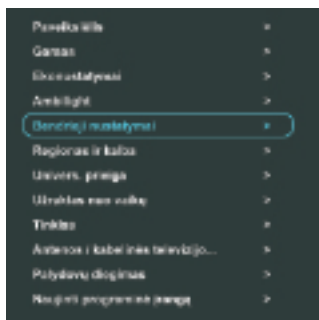 Paveikslėlis
Garsas
Eko nustatymai
Ambilight
Bendrieji nustatymai
Regionas ir kalba
Univers. prieiga
Užraktas nuo vaikų
Tinklas
Antenos / kabelinės televizijo...
Palydovų diegimas
Naujinti programinę įrangą